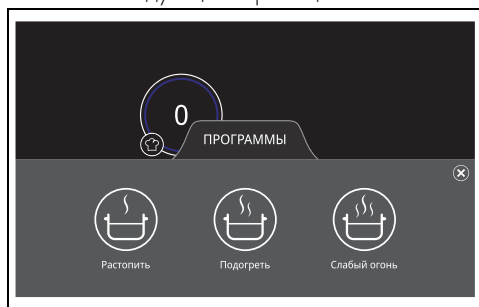 0
ПРОГРАММЫ
Растопить
Подогреть
Слабый огонь